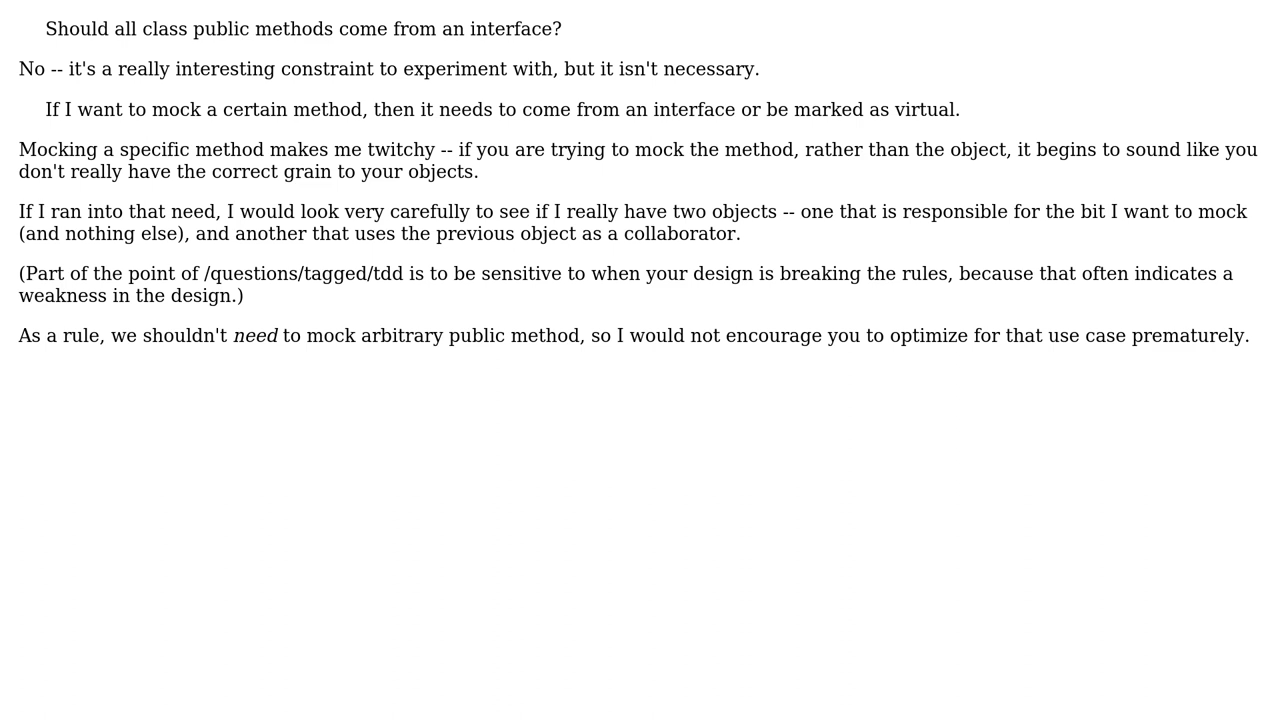 Should all class public methods come from an interface?
No -- it's a really interesting constraint to experiment with, but it isn't necessary.
If I want to mock a certain method, then it needs to come from an interface or be marked as virtual.
Mocking a specific method makes me twitchy -- if you are trying to mock the method, rather than the object, it begins to sound like you
don't really have the correct grain to your objects.
If I ran into that need, I would look very carefully to see if I really have two objects -- one that is responsible for the bit I want to mock
(and nothing else), and another that uses the previous object as a collaborator.
(Part of the point of /questions/tagged/tdd is to be sensitive to when your design is breaking the rules, because that often indicates a
weakness in the design.)
As a rule, we shouldn't need to mock arbitrary public method, so I would not encourage you to optimize for that use case prematurely.